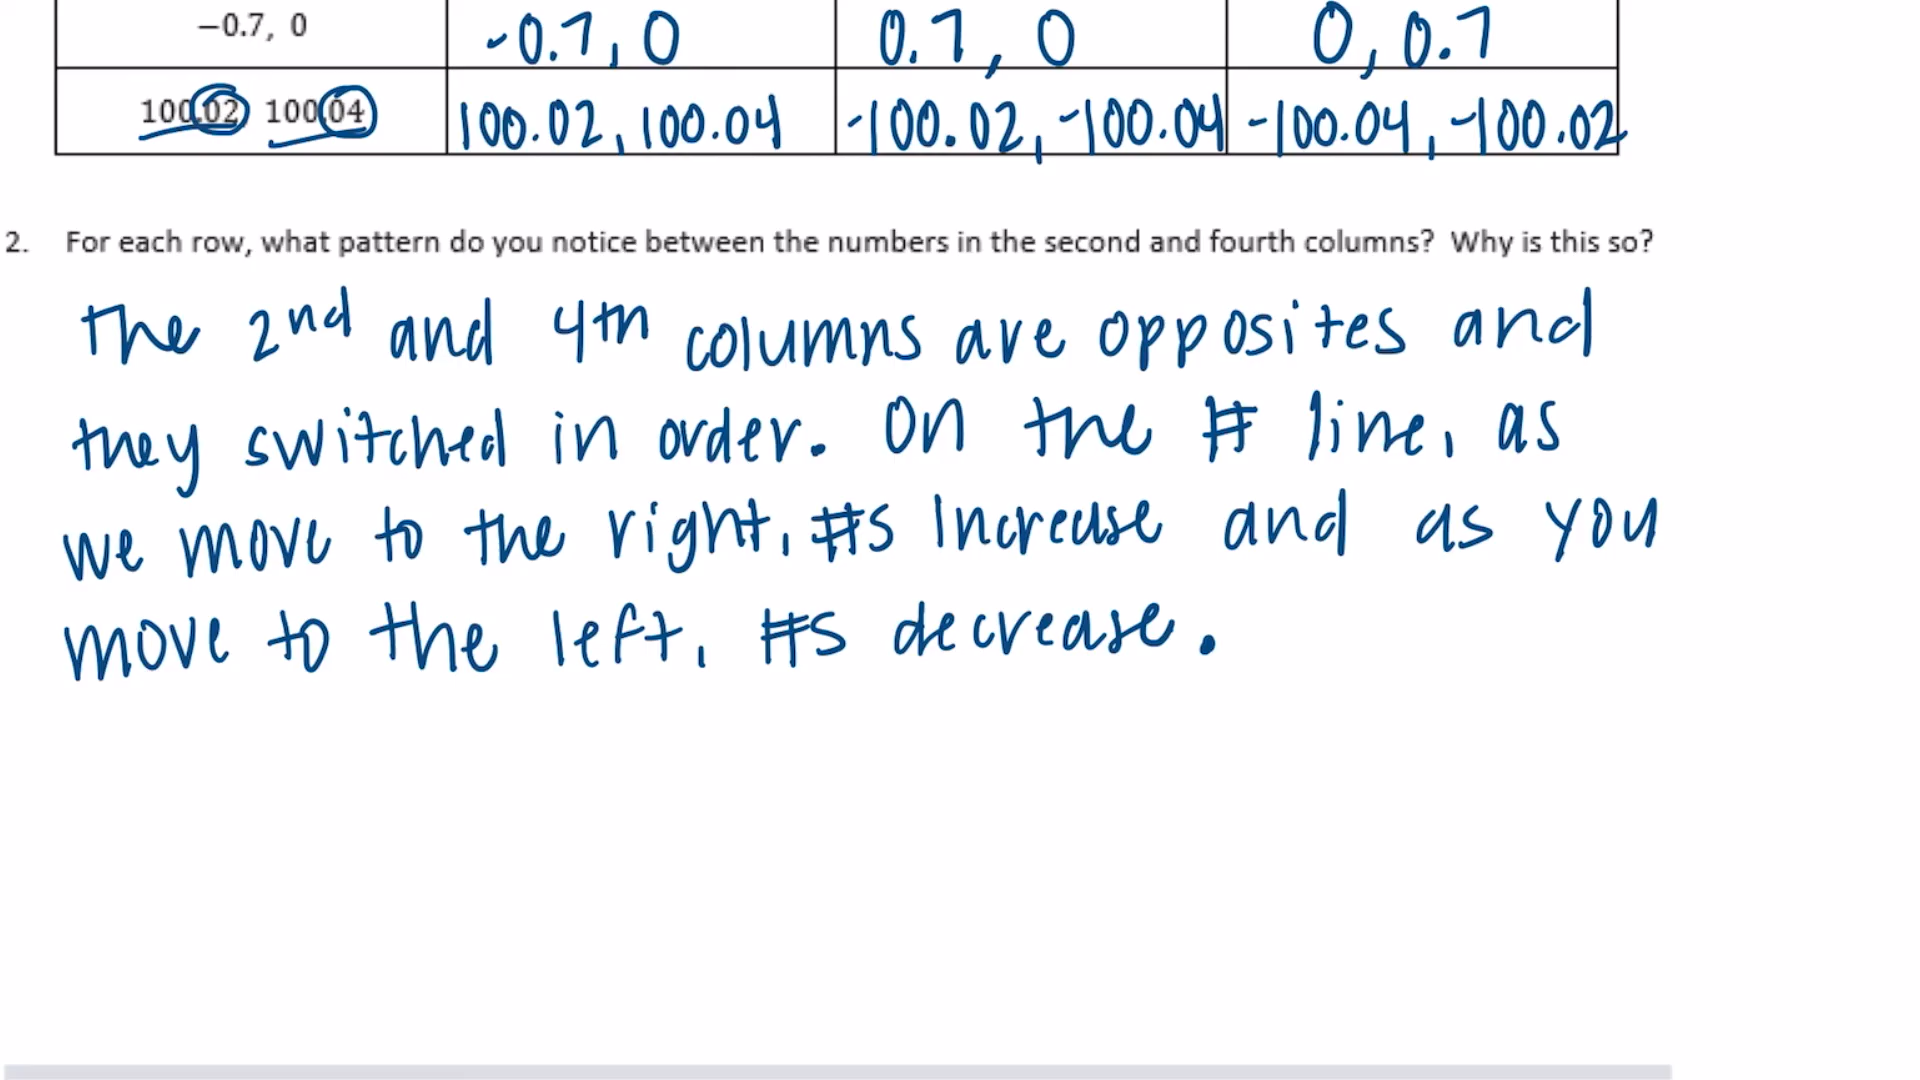 −0.7, 0 -0.7, 0 0.7, 0 0, 0.7
100.02 100.04 100.02, 100.04 -100.02, -100.04 -100.04, -100.02
2. For each row, what pattern do you notice between the numbers in the second and fourth columns? Why is this so?
The 2nd and 4th columns are opposites and
they switched in order. On the # line, as
we move to the right, #s increase and as you
move to the left, #s decrease.